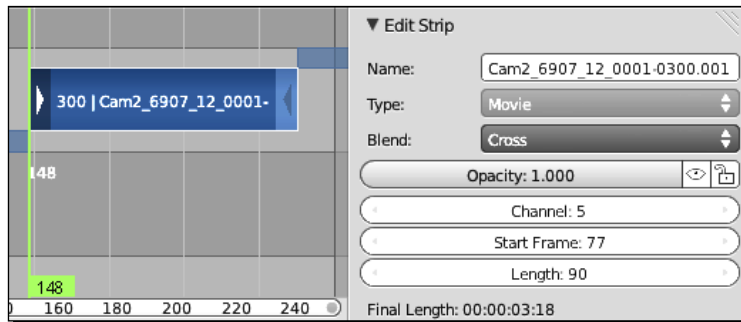 300 | Cam2_6907_12_0001-
148
148
160 180 200 220 240
Edit Strip
Name: Cam2_6907_12_0001-0300.001
Type: Movie
Blend: Cross
Opacity: 1.000
Channel: 5
Start Frame: 77
Length: 90
Final Length: 00:00:03:18